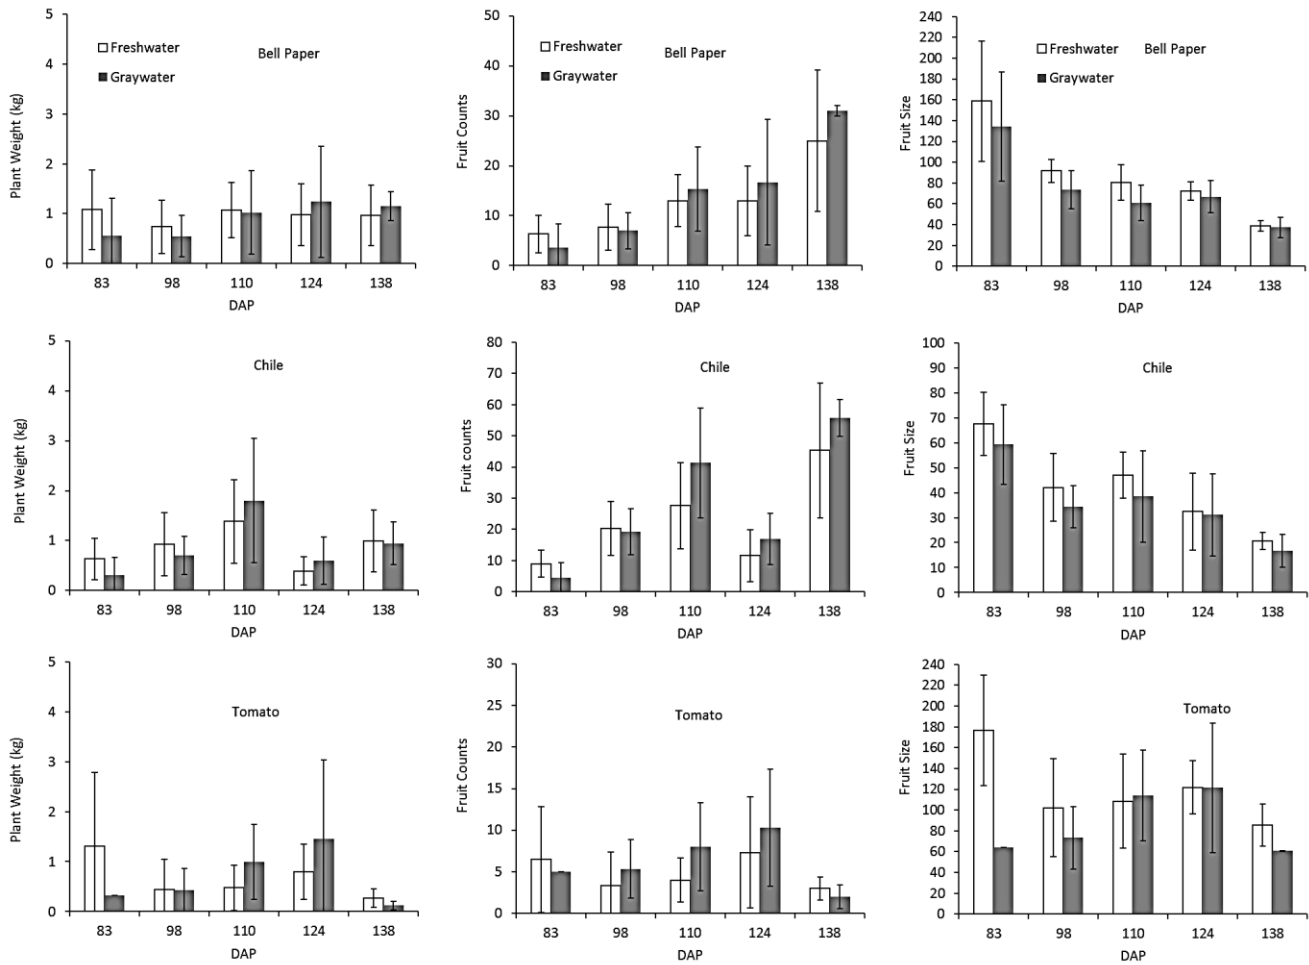 Plant Weight (kg)
5
4
3
2
1
0
Freshwater
Graywater
Bell Paper
83 98 110 124 138
DAP
Fruit Counts
50
40
30
20
10
0
Freshwater
Graywater
Bell Paper
83 98 110 124 138
DAP
Fruit Size
240
220
200
180
160
140
120
100
80
60
40
20
0
Freshwater
Graywater
Bell Paper
83 98 110 124 138
DAP
Plant Weight (kg)
5
4
3
2
1
0
Chile
83 98 110 124 138
DAP
Fruit counts
80
70
60
50
40
30
20
10
0
Chile
83 98 110 124 138
DAP
Fruit Size
100
90
80
70
60
50
40
30
20
10
0
Chile
83 98 110 124 138
DAP
Plant Weight (kg)
5
4
3
2
1
0
Tomato
83 98 110 124 138
DAP
Fruit Counts
30
25
20
15
10
5
0
Tomato
83 98 110 124 138
DAP
Fruit Size
240
220
200
180
160
140
120
100
80
60
40
20
0
Tomato
83 98 110 124 138
DAP